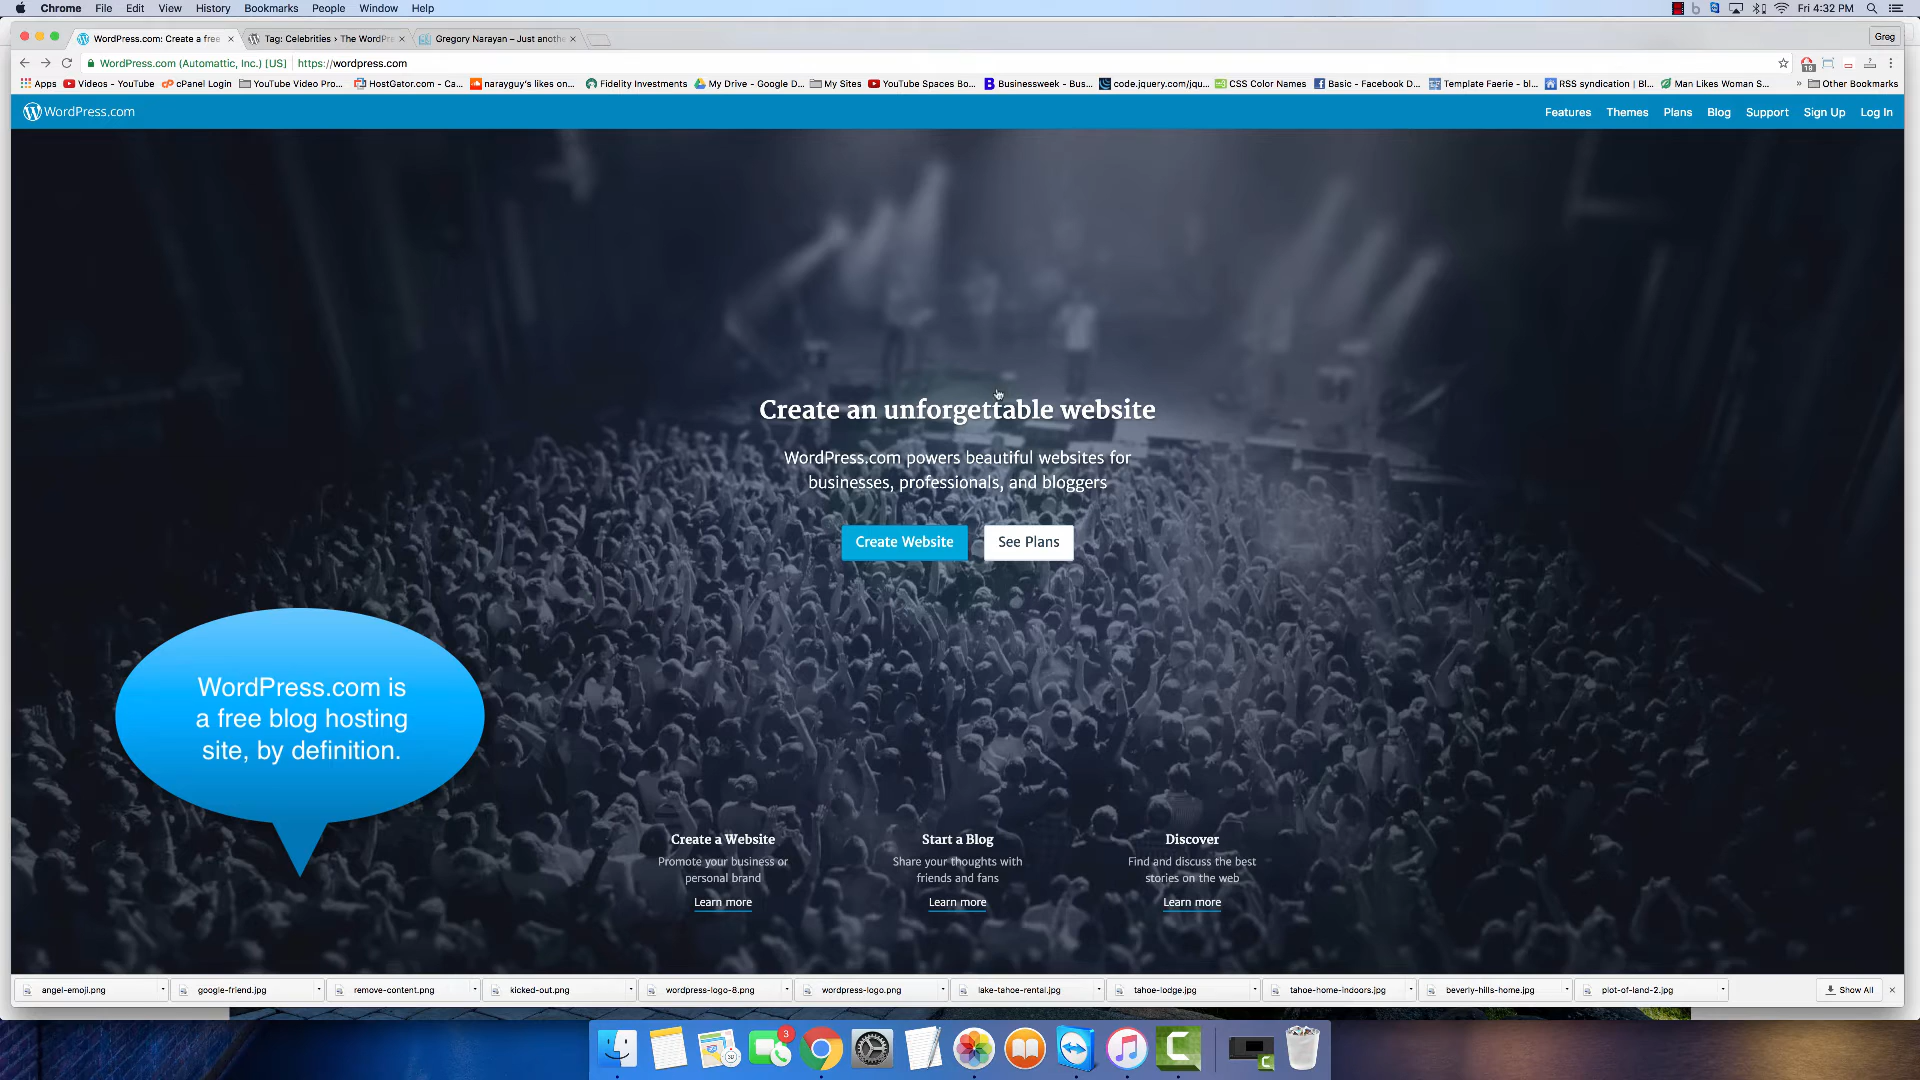 Chrome File Edit View History Bookmarks People Window Help
Fri 4:32 PM
WordPress.com: Create a free
Tag: Celebrities › The WordPr
Gregory Narayan – Just anoth
Greg
WordPress.com (Automattic, Inc.) [US]
https://wordpress.com
19
Apps
Videos - YouTube
cPanel Login
YouTube Video Pro...
HostGator.com - Ca...
narayguy's likes on...
Fidelity Investments
My Drive - Google D...
My Sites
YouTube Spaces Bo...
Businessweek - Bus...
code.jquery.com/jqu...
CSS Color Names
Basic - Facebook D...
Template Faerie - bl...
RSS syndication | Bl...
Man Likes Woman S...
» Other Bookmarks
WordPress.com
Features Themes Plans Blog Support Sign Up Log In
Create an unforgettable website
WordPress.com powers beautiful websites for
businesses, professionals, and bloggers
Create Website
See Plans
WordPress.com is
a free blog hosting
site, by definition.
Create a Website
Promote your business or
personal brand
Learn more
Start a Blog
Share your thoughts with
friends and fans
Learn more
Discover
Find and discuss the best
stories on the web
Learn more
angel-emoji.png
google-friend.jpg
remove-content.png
kicked-out.png
wordpress-logo-8.png
wordpress-logo.png
lake-tahoe-rental.jpg
tahoe-lodge.jpg
tahoe-home-indoors.jpg
beverly-hills-home.jpg
plot-of-land-2.jpg
Show All
3